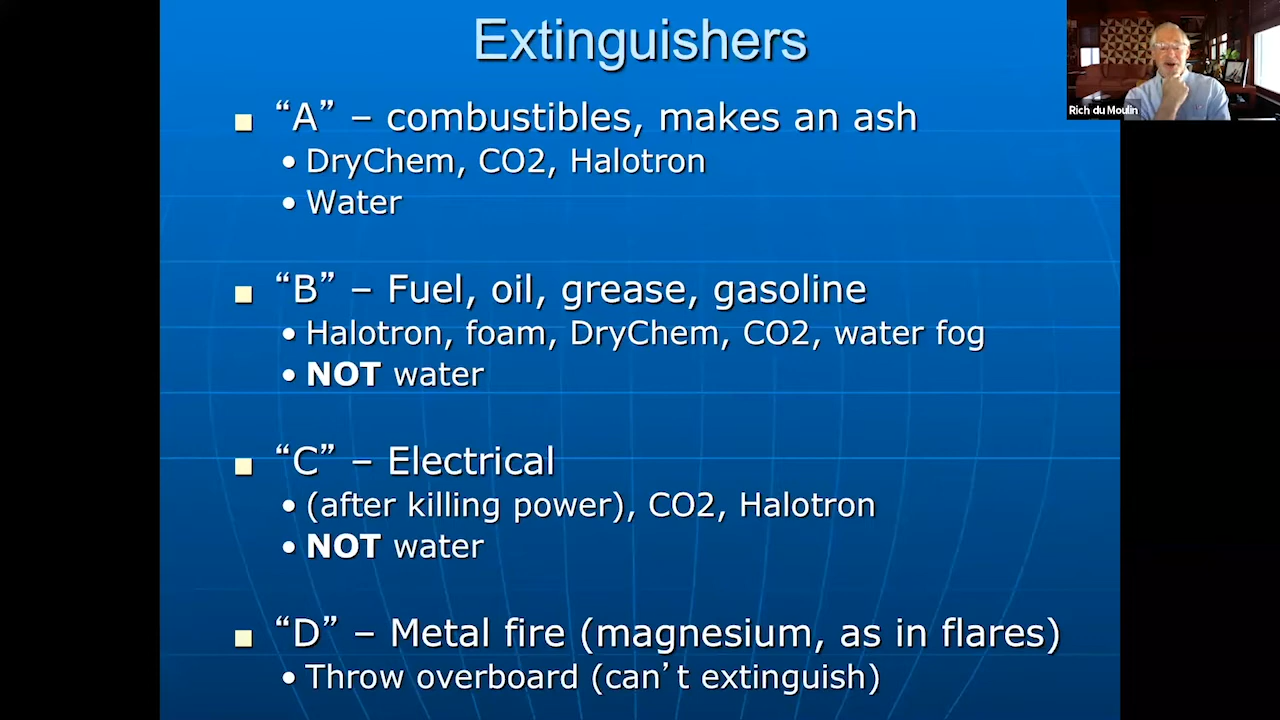 Extinguishers
“A” – combustibles, makes an ash
• DryChem, CO2, Halotron
• Water
“B” – Fuel, oil, grease, gasoline
• Halotron, foam, DryChem, CO2, water fog
• NOT water
“C” – Electrical
• (after killing power), CO2, Halotron
• NOT water
“D” – Metal fire (magnesium, as in flares)
• Throw overboard (can’t extinguish)
Rich du Moulin